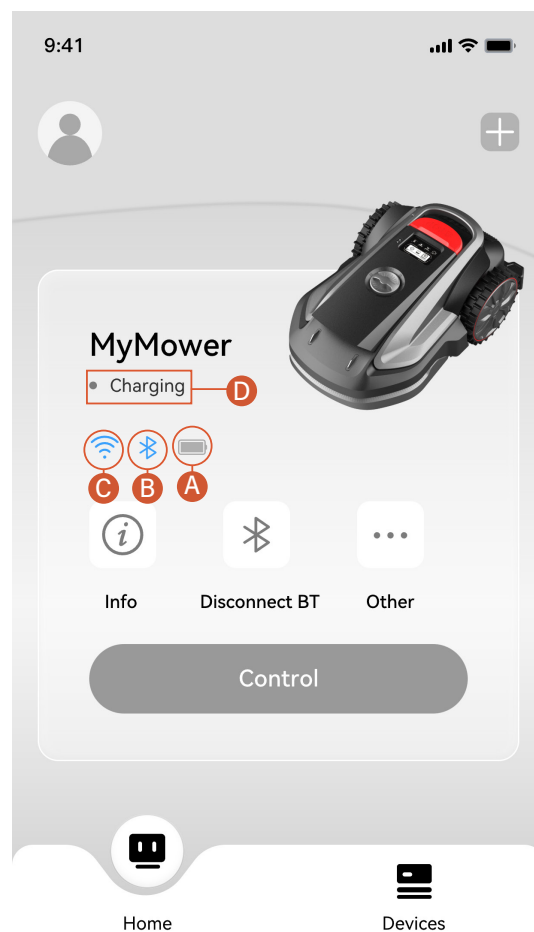 9:41
MyMower
Charging
D
C B A
Info Disconnect BT Other
Control
Home Devices